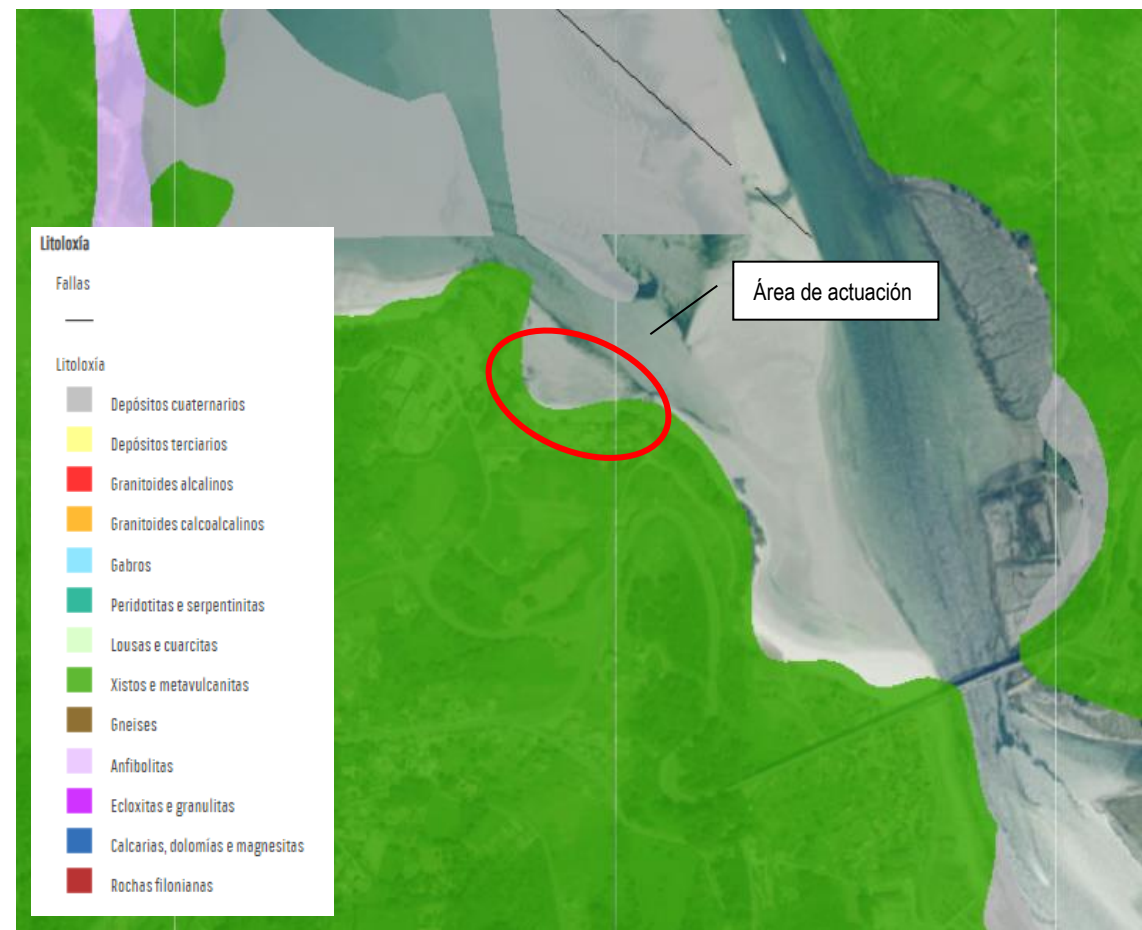 Litoloxía
Fallas
Litoloxía
Depósitos cuaternarios
Depósitos terciarios
Granitoides alcalinos
Granitoides calcoalcalinos
Gabros
Peridotitas e serpentinitas
Lousas e cuarcitas
Xistos e metavulcanitas
Gneises
Anfibolitas
Ecloxitas e granulitas
Calcarias, dolomías e magnesitas
Rochas filonianas
Área de actuación